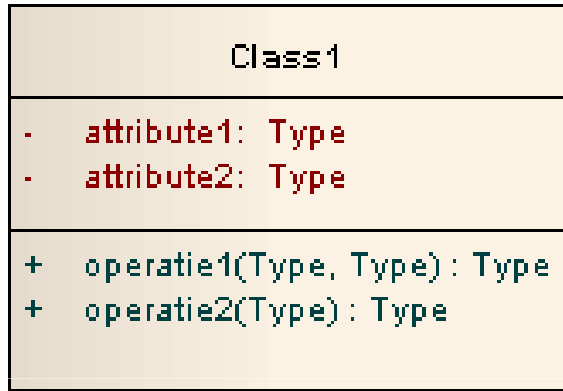 Class1
- attribute1: Type
- attribute2: Type
+ operatie1(Type, Type) : Type
+ operatie2(Type) : Type